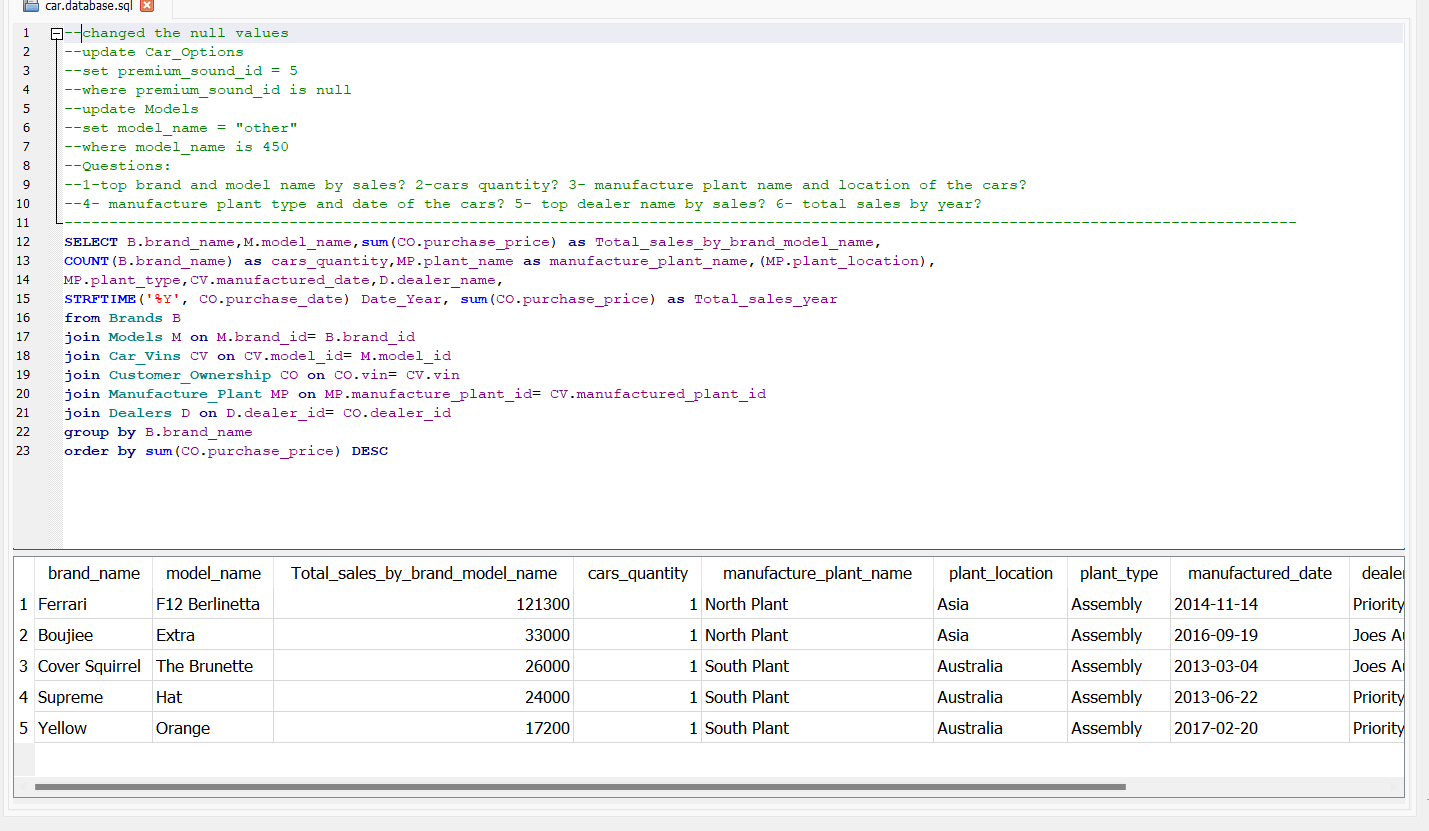 car.database.sql
1 --changed the null values
2 --update Car_Options
3 --set premium_sound_id = 5
4 --where premium_sound_id is null
5 --update Models
6 --set model_name = "other"
7 --where model_name is 450
8 --Questions:
9 --1-top brand and model name by sales? 2-cars quantity? 3- manufacture plant name and location of the cars?
10 --4- manufacture plant type and date of the cars? 5- top dealer name by sales? 6- total sales by year?
11 -----------------------------------------------------------------------------------------------------------------------------------------
12 SELECT B.brand_name,M.model_name,sum(CO.purchase_price) as Total_sales_by_brand_model_name,
13 COUNT(B.brand_name) as cars_quantity,MP.plant_name as manufacture_plant_name,(MP.plant_location),
14 MP.plant_type,CV.manufactured_date,D.dealer_name,
15 STRFTIME('%Y', CO.purchase_date) Date_Year, sum(CO.purchase_price) as Total_sales_year
16 from Brands B
17 join Models M on M.brand_id= B.brand_id
18 join Car_Vins CV on CV.model_id= M.model_id
19 join Customer_Ownership CO on CO.vin= CV.vin
20 join Manufacture_Plant MP on MP.manufacture_plant_id= CV.manufactured_plant_id
21 join Dealers D on D.dealer_id= CO.dealer_id
22 group by B.brand_name
23 order by sum(CO.purchase_price) DESC
brand_name model_name Total_sales_by_brand_model_name cars_quantity manufacture_plant_name plant_location plant_type manufactured_date dealer
1 Ferrari F12 Berlinetta 121300 1 North Plant Asia Assembly 2014-11-14 Priority
2 Boujiee Extra 33000 1 North Plant Asia Assembly 2016-09-19 Joes A
3 Cover Squirrel The Brunette 26000 1 South Plant Australia Assembly 2013-03-04 Joes A
4 Supreme Hat 24000 1 South Plant Australia Assembly 2013-06-22 Priority
5 Yellow Orange 17200 1 South Plant Australia Assembly 2017-02-20 Priority